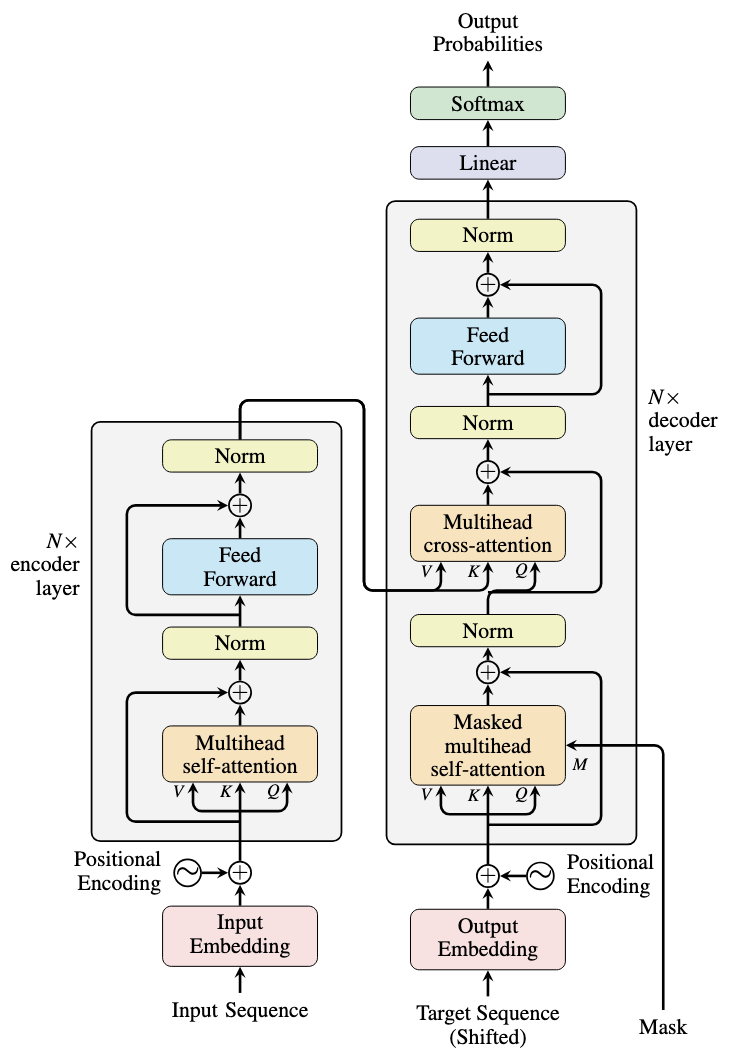 Output
Probabilities
Softmax
Linear
Norm
Feed
Forward
N×
decoder
layer
Norm
Multihead
cross-attention
V K Q
Norm
Masked
multihead
self-attention
M
V K Q
Positional
Encoding
Output
Embedding
Target Sequence
(Shifted)
Mask
Norm
Feed
Forward
N×
encoder
layer
Norm
Multihead
self-attention
V K Q
Positional
Encoding
Input
Embedding
Input Sequence